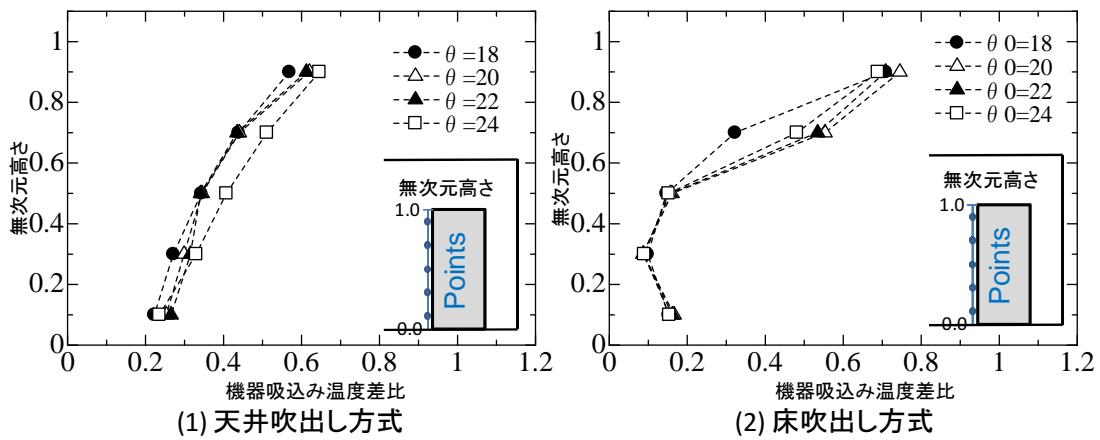 1
0.8
0.6
0.4
0.2
0
0
0.2
0.4
0.6
0.8
1
1.2
無次元高さ
機器吸込み温度差比
θ=18
θ=20
θ=22
θ=24
無次元高さ
1.0
Points
0.0
(1) 天井吹出し方式
1
0.8
0.6
0.4
0.2
0
0
0.2
0.4
0.6
0.8
1
1.2
無次元高さ
機器吸込み温度差比
θ0=18
θ0=20
θ0=22
θ0=24
無次元高さ
1.0
Points
0.0
(2) 床吹出し方式